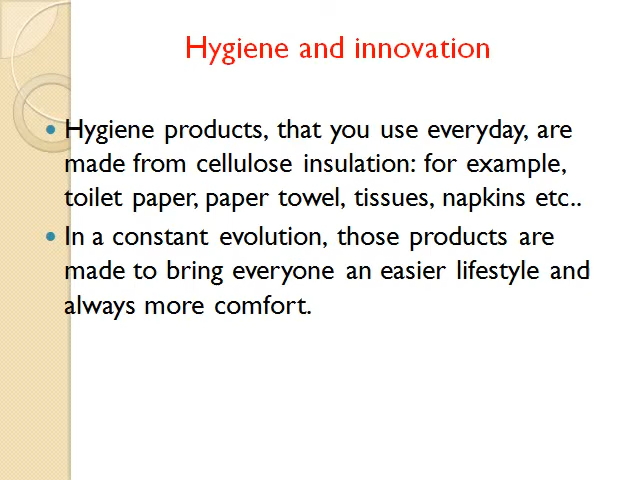 Hygiene and innovation
• Hygiene products, that you use everyday, are
made from cellulose insulation: for example,
toilet paper, paper towel, tissues, napkins etc..
• In a constant evolution, those products are
made to bring everyone an easier lifestyle and
always more comfort.